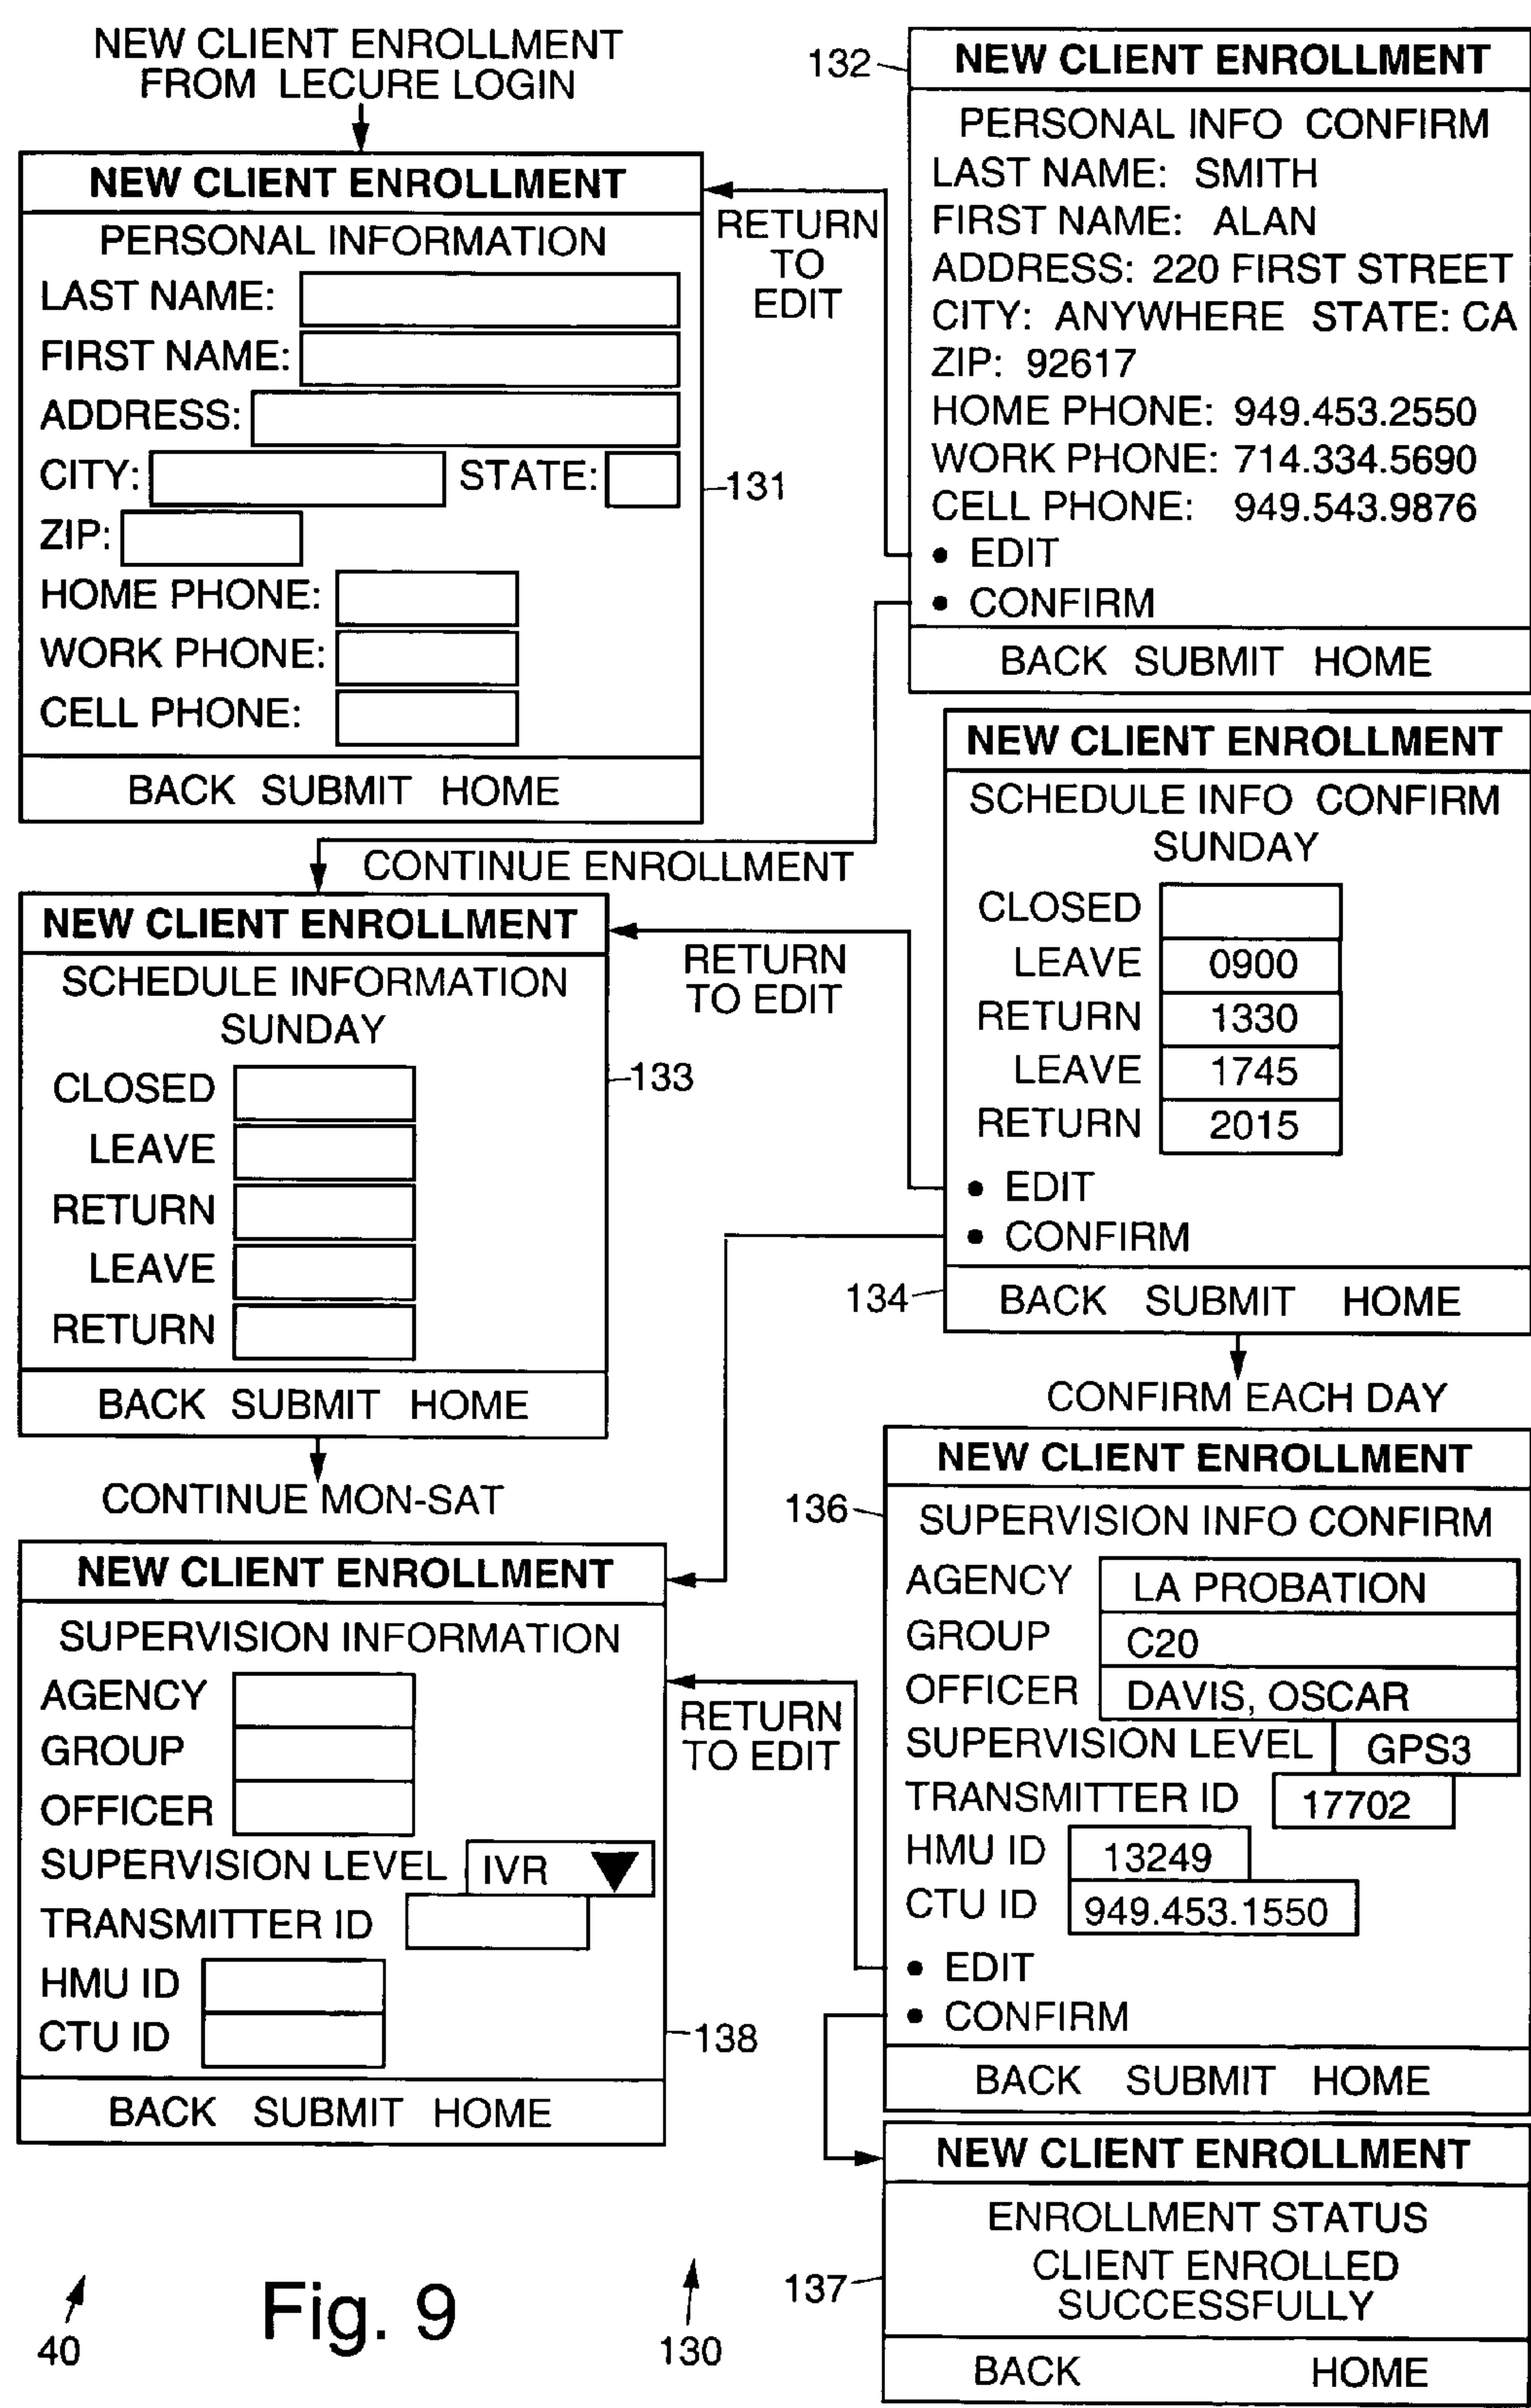 NEW CLIENT ENROLLMENT
FROM LECURE LOGIN
NEW CLIENT ENROLLMENT
PERSONAL INFORMATION
LAST NAME:
FIRST NAME:
ADDRESS:
CITY: STATE:
ZIP:
HOME PHONE:
WORK PHONE:
CELL PHONE:
BACK SUBMIT HOME
131
RETURN
TO
EDIT
132
NEW CLIENT ENROLLMENT
PERSONAL INFO CONFIRM
LAST NAME: SMITH
FIRST NAME: ALAN
ADDRESS: 220 FIRST STREET
CITY: ANYWHERE STATE: CA
ZIP: 92617
HOME PHONE: 949.453.2550
WORK PHONE: 714.334.5690
CELL PHONE: 949.543.9876
• EDIT
• CONFIRM
BACK SUBMIT HOME
CONTINUE ENROLLMENT
NEW CLIENT ENROLLMENT
SCHEDULE INFORMATION
SUNDAY
CLOSED
LEAVE
RETURN
LEAVE
RETURN
BACK SUBMIT HOME
133
CONTINUE MON-SAT
RETURN
TO EDIT
NEW CLIENT ENROLLMENT
SCHEDULE INFO CONFIRM
SUNDAY
CLOSED
LEAVE 0900
RETURN 1330
LEAVE 1745
RETURN 2015
• EDIT
• CONFIRM
134
BACK SUBMIT HOME
CONFIRM EACH DAY
NEW CLIENT ENROLLMENT
SUPERVISION INFORMATION
AGENCY
GROUP
OFFICER
SUPERVISION LEVEL IVR
TRANSMITTER ID
HMU ID
CTU ID
BACK SUBMIT HOME
138
RETURN
TO EDIT
136
NEW CLIENT ENROLLMENT
SUPERVISION INFO CONFIRM
AGENCY LA PROBATION
GROUP C20
OFFICER DAVIS, OSCAR
SUPERVISION LEVEL GPS3
TRANSMITTER ID 17702
HMU ID 13249
CTU ID 949.453.1550
• EDIT
• CONFIRM
BACK SUBMIT HOME
NEW CLIENT ENROLLMENT
ENROLLMENT STATUS
CLIENT ENROLLED
SUCCESSFULLY
137
BACK HOME
40
Fig. 9
130